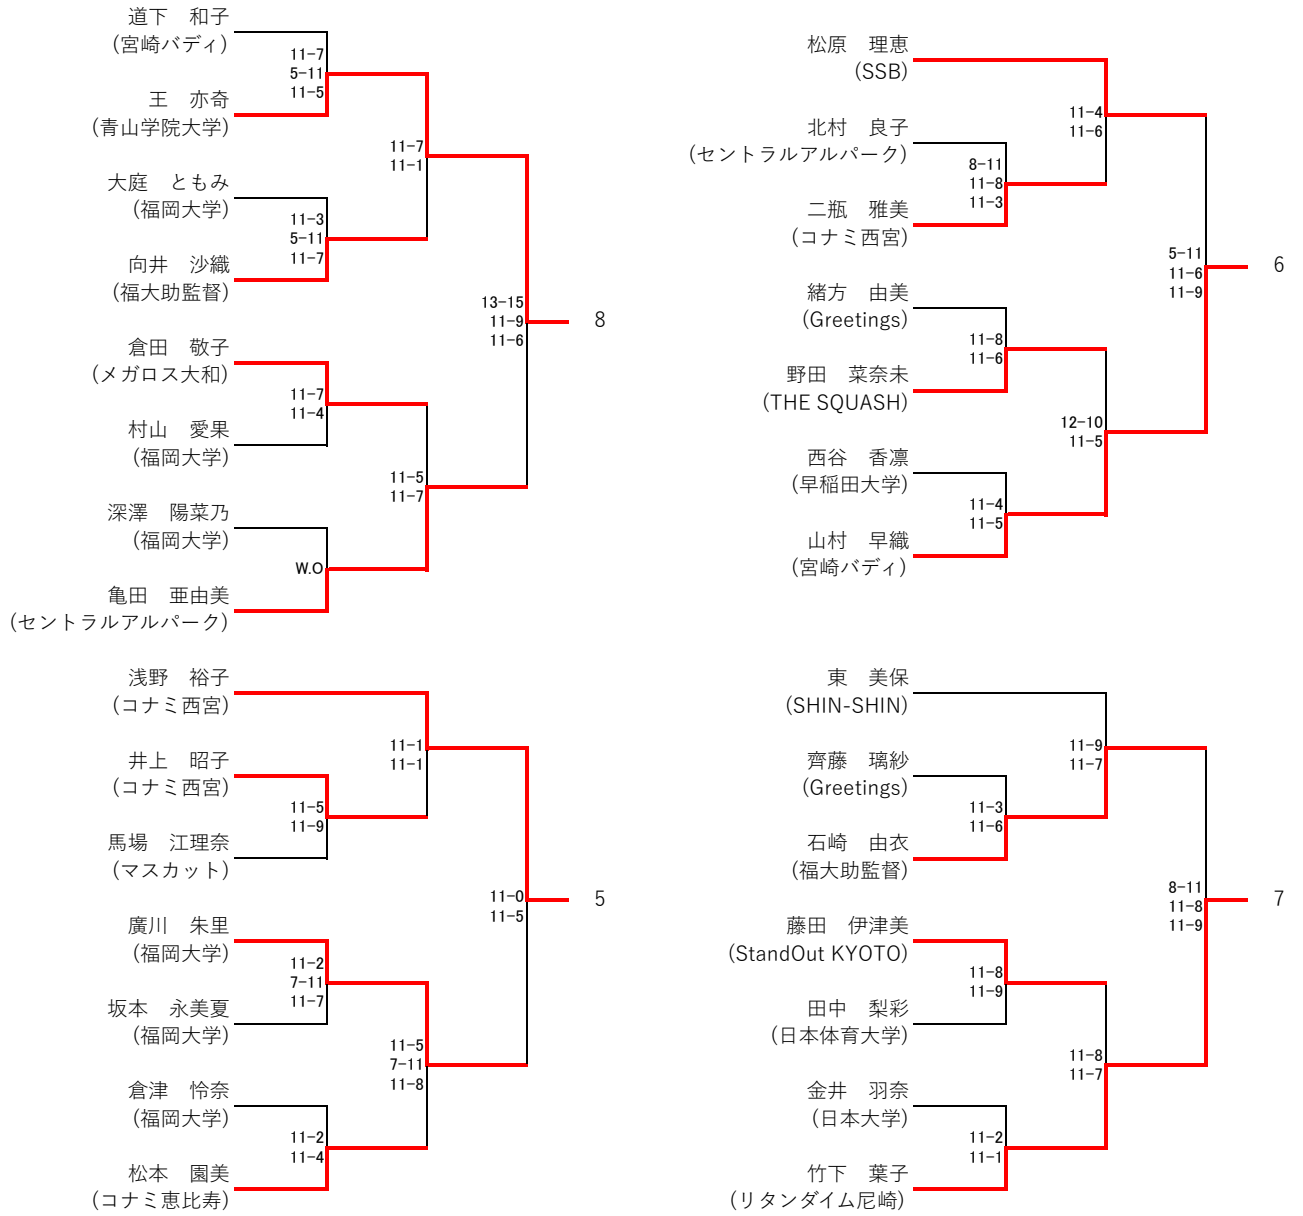 道下　和子
(宮崎バディ)
11-7
5-11
11-5
王　亦奇
(青山学院大学)
11-7
11-1
大庭　ともみ
(福岡大学)
11-3
5-11
11-7
向井　沙織
(福大助監督)
13-15
11-9
11-6
8
倉田　敬子
(メガロス大和)
11-7
11-4
村山　愛果
(福岡大学)
11-5
11-7
深澤　陽菜乃
(福岡大学)
W.O
亀田　亜由美
(セントラルアルパーク)
松原　理恵
(SSB)
11-4
11-6
北村　良子
(セントラルアルパーク)
8-11
11-8
11-3
二瓶　雅美
(コナミ西宮)
5-11
11-6
11-9
6
緒方　由美
(Greetings)
11-8
11-6
野田　菜奈未
(THE SQUASH)
12-10
11-5
西谷　香凛
(早稲田大学)
11-4
11-5
山村　早織
(宮崎バディ)
浅野　裕子
(コナミ西宮)
11-1
11-1
井上　昭子
(コナミ西宮)
11-5
11-9
馬場　江理奈
(マスカット)
11-0
11-5
5
廣川　朱里
(福岡大学)
11-2
7-11
11-7
坂本　永美夏
(福岡大学)
11-5
7-11
11-8
倉津　怜奈
(福岡大学)
11-2
11-4
松本　園美
(コナミ恵比寿)
東　美保
(SHIN-SHIN)
11-9
11-7
齊藤　璃紗
(Greetings)
11-3
11-6
石崎　由衣
(福大助監督)
8-11
11-8
11-9
7
藤田　伊津美
(StandOut KYOTO)
11-8
11-9
田中　梨彩
(日本体育大学)
11-8
11-7
金井　羽奈
(日本大学)
11-2
11-1
竹下　葉子
(リタンダイム尼崎)